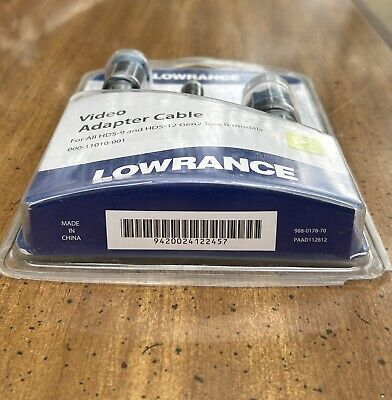 LOWRANCE
Video
Adapter Cable
For All HDS-9 and HDS-12 Gen2 Touch models
000-11010-001
LOWRANCE
MADE
IN
CHINA
9420024122457
988-0178-70
PAAD112812